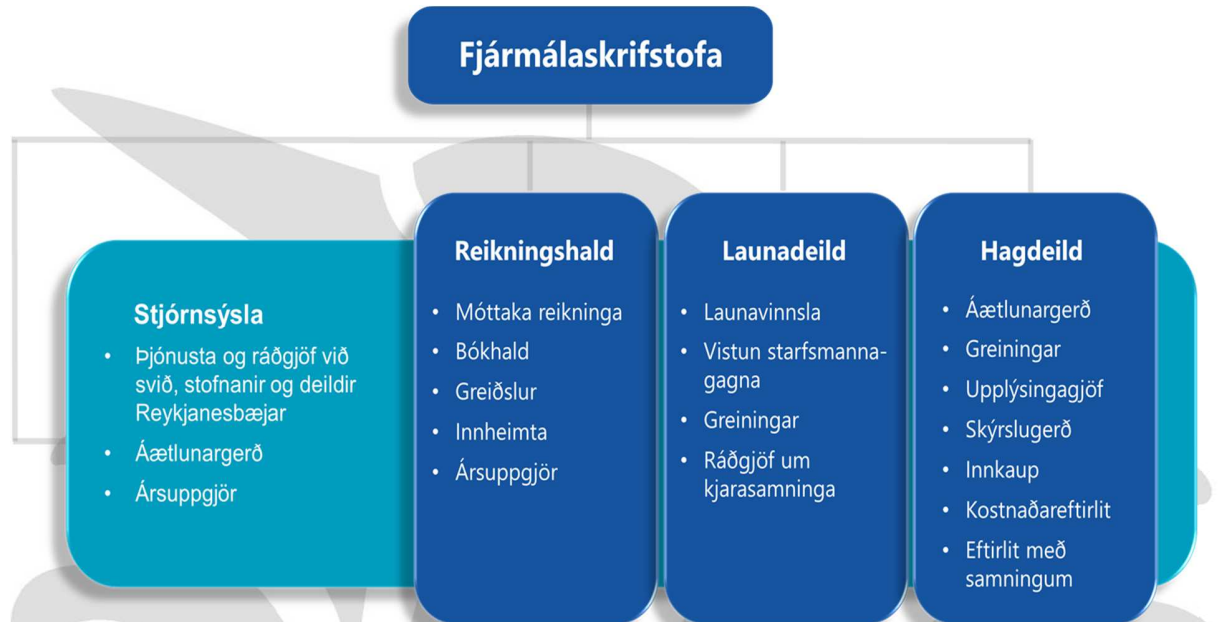 Fjármálaskrifstofa
Stjórnsýsla
• Þjónusta og ráðgjöf við
svið, stofnanir og deildir
Reykjanesbæjar
• Áætlunargerð
• Ársuppgjör
Reikningshald
• Móttaka reikninga
• Bókhald
• Greiðslur
• Innheimta
• Ársuppgjör
Launadeild
• Launavinnsla
• Vistun starfsmanna-
gagna
• Greiningar
• Ráðgjöf um
kjarasamninga
Hagdeild
• Áætlunargerð
• Greiningar
• Upplýsingagjöf
• Skýrslugerð
• Innkaup
• Kostnaðareftirlit
• Eftirlit með
samningum